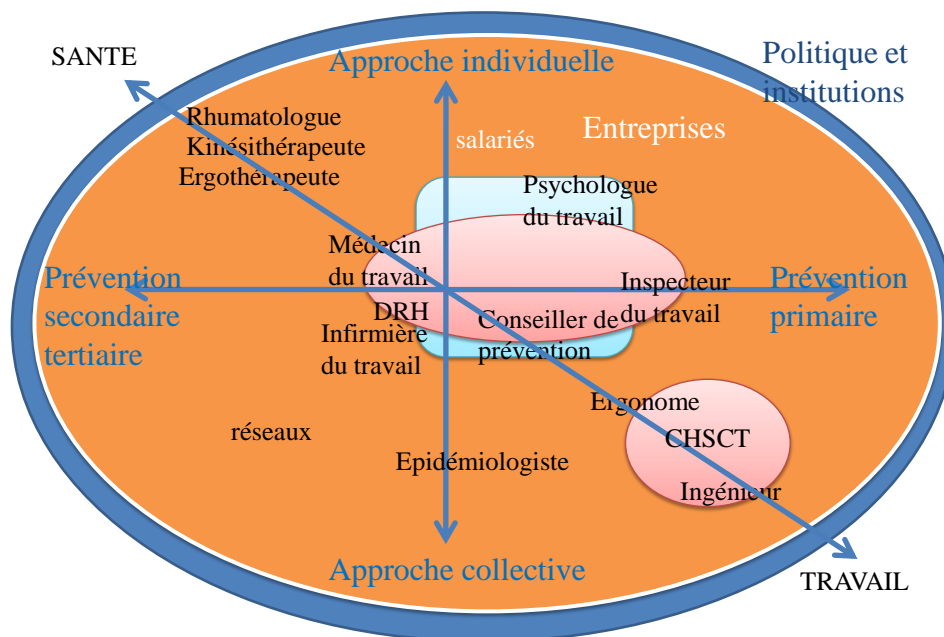 SANTE
Approche individuelle
Politique et
institutions
Rhumatologue
Kinésithérapeute
Ergothérapeute
salariés
Entreprises
Psychologue
du travail
Médecin
du travail
Prévention
secondaire
tertiaire
Inspecteur
du travail
Prévention
primaire
DRH
Infirmière
du travail
Conseiller de
prévention
Ergonome
CHSCT
Ingénieur
réseaux
Epidémiologiste
Approche collective
TRAVAIL